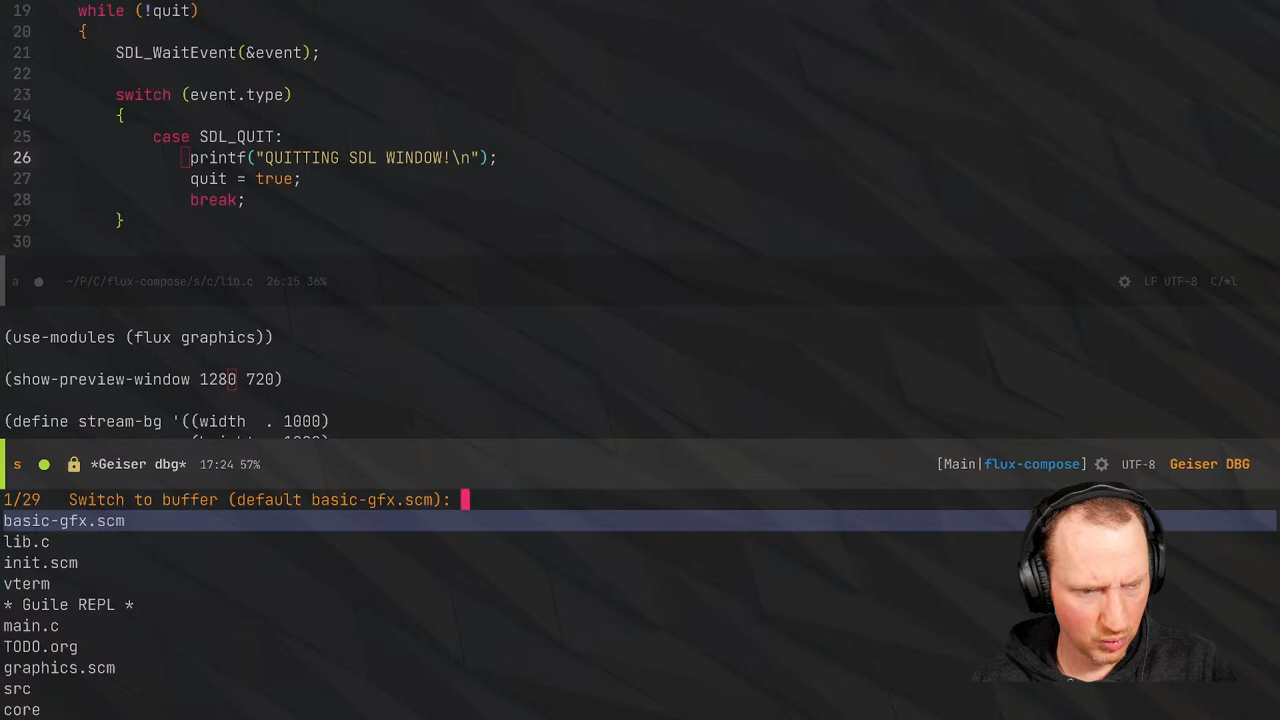 19 while (!quit)
20 {
21 SDL_WaitEvent(&event);
22
23 switch (event.type)
24 {
25 case SDL_QUIT:
26 printf("QUITTING SDL WINDOW!\n");
27 quit = true;
28 break;
29 }
30
a ~/P/C/flux-compose/s/c/lib.c 26:15 36% LF UTF-8 C/*l
(use-modules (flux graphics))
(show-preview-window 1280 720)
(define stream-bg '((width . 1000)
s *Geiser dbg* 17:24 57% [Main|flux-compose] UTF-8 Geiser DBG
1/29 Switch to buffer (default basic-gfx.scm):
basic-gfx.scm
lib.c
init.scm
vterm
* Guile REPL *
main.c
TODO.org
graphics.scm
src
core